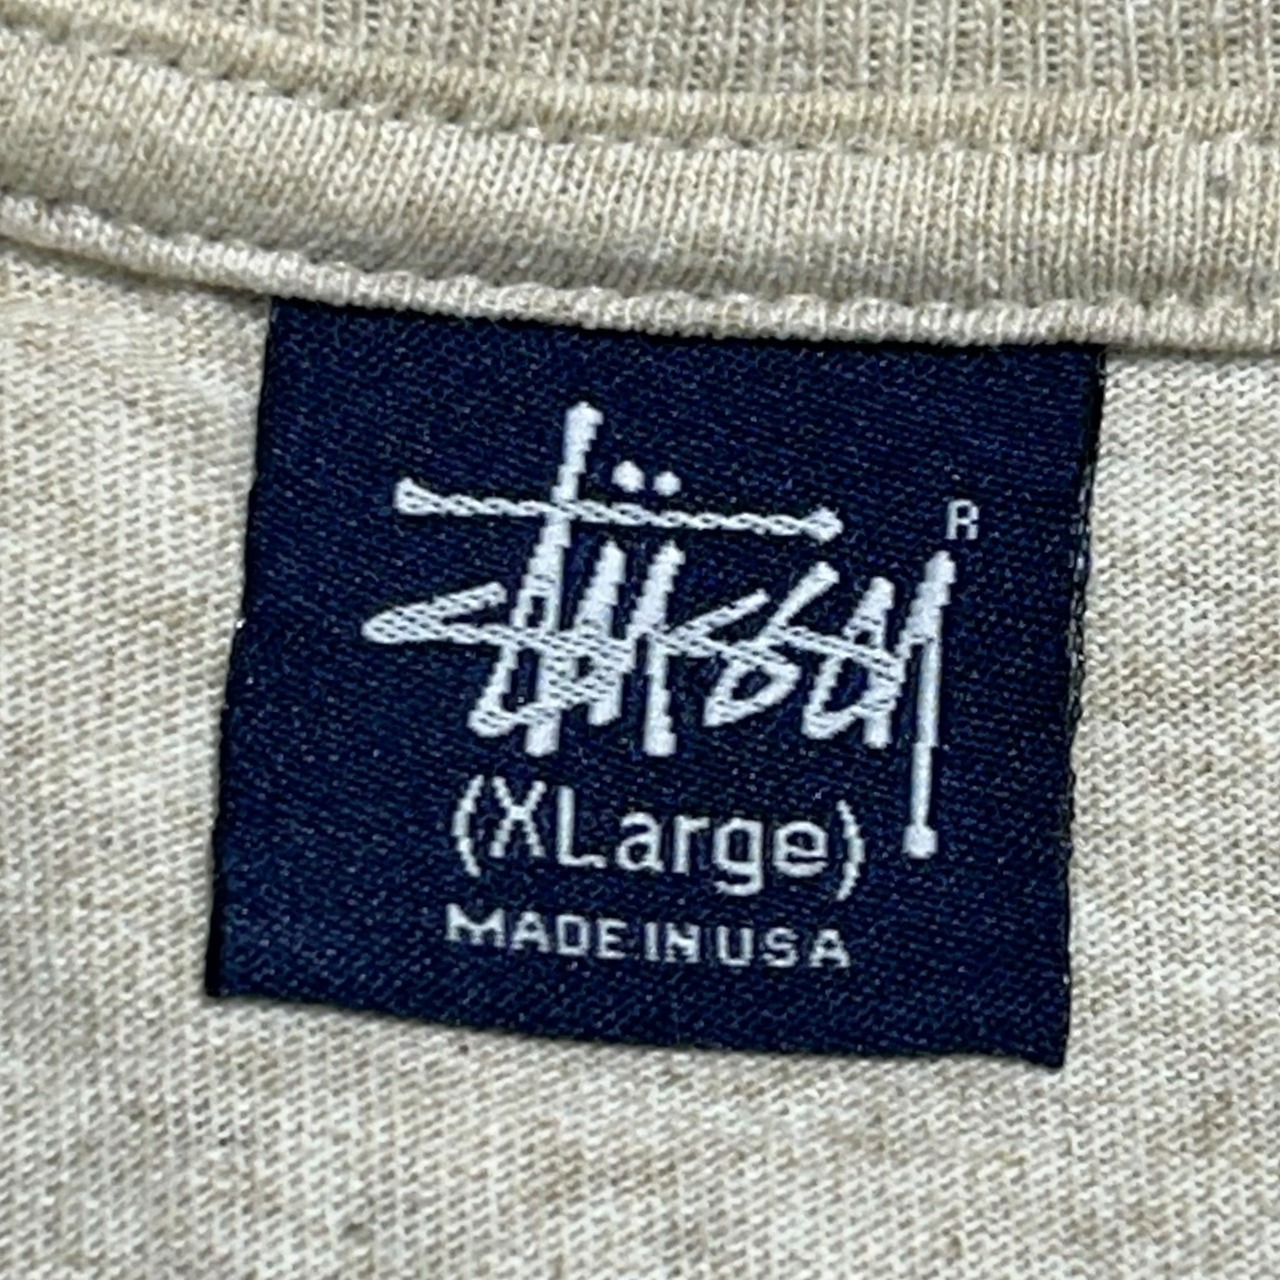 Stüssy
R
(XLarge)
MADE IN USA